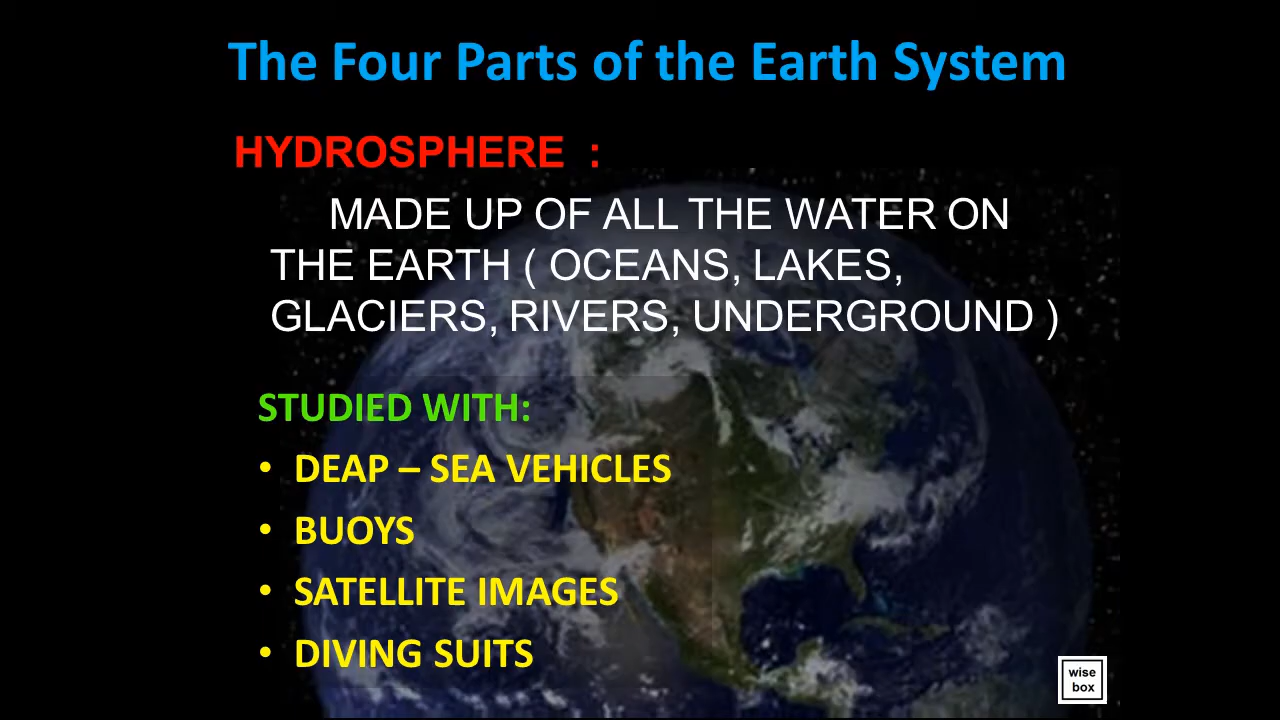 The Four Parts of the Earth System
HYDROSPHERE :
MADE UP OF ALL THE WATER ON
THE EARTH ( OCEANS, LAKES,
GLACIERS, RIVERS, UNDERGROUND )
STUDIED WITH:
• DEAP – SEA VEHICLES
• BUOYS
• SATELLITE IMAGES
• DIVING SUITS
wise
box